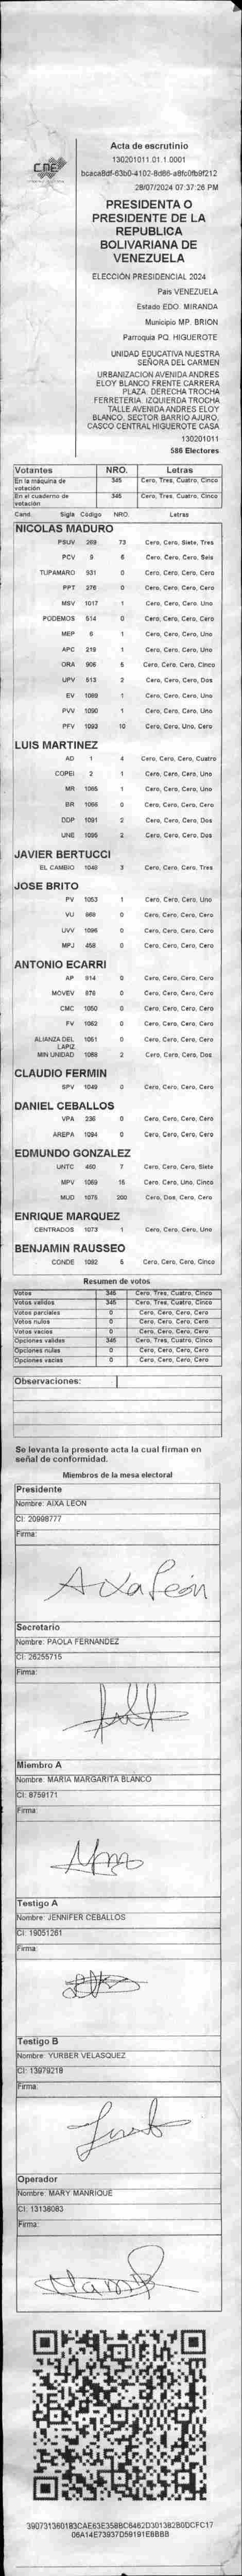 CNE
Acta de escrutinio
130201011.01.1.0001
bcaca8df-63b0-4102-8d86-a8fc0fb9f212
28/07/2024 07:37:26 PM
PRESIDENTA O
PRESIDENTE DE LA
REPUBLICA
BOLIVARIANA DE
VENEZUELA
ELECCIÓN PRESIDENCIAL 2024
País VENEZUELA
Estado EDO. MIRANDA
Municipio MP. BRION
Parroquia PQ. HIGUEROTE
UNIDAD EDUCATIVA NUESTRA
SEÑORA DEL CARMEN
URBANIZACION AVENIDA ANDRES
ELOY BLANCO FRENTE CARRERA
PLAZA. DERECHA TROCHA
FERRETERIA. IZQUIERDA TROCHA
TALLE AVENIDA ANDRES ELOY
BLANCO. SECTOR BARRIO AJURO,
CASCO CENTRAL HIGUEROTE CASA
130201011
586 Electores
Votantes NRO. Letras
En la máquina de votación 345 Cero, Tres, Cuatro, Cinco
En el cuaderno de votación 345 Cero, Tres, Cuatro, Cinco
Cand. Sigla Código NRO. Letras
NICOLAS MADURO
PSUV 269 73 Cero, Cero, Siete, Tres
PCV 9 6 Cero, Cero, Cero, Seis
TUPAMARO 931 0 Cero, Cero, Cero, Cero
PPT 276 0 Cero, Cero, Cero, Cero
MSV 1017 1 Cero, Cero, Cero, Uno
PODEMOS 514 0 Cero, Cero, Cero, Cero
MEP 6 1 Cero, Cero, Cero, Uno
APC 219 1 Cero, Cero, Cero, Uno
ORA 906 5 Cero, Cero, Cero, Cinco
UPV 513 2 Cero, Cero, Cero, Dos
EV 1089 1 Cero, Cero, Cero, Uno
PVV 1090 1 Cero, Cero, Cero, Uno
PFV 1093 10 Cero, Cero, Uno, Cero
LUIS MARTINEZ
AD 1 4 Cero, Cero, Cero, Cuatro
COPEI 2 1 Cero, Cero, Cero, Uno
MR 1065 1 Cero, Cero, Cero, Uno
BR 1066 0 Cero, Cero, Cero, Cero
DDP 1091 2 Cero, Cero, Cero, Dos
UNE 1095 2 Cero, Cero, Cero, Dos
JAVIER BERTUCCI
EL CAMBIO 1040 3 Cero, Cero, Cero, Tres
JOSE BRITO
PV 1053 1 Cero, Cero, Cero, Uno
VU 869 0 Cero, Cero, Cero, Cero
UVV 1096 0 Cero, Cero, Cero, Cero
MPJ 458 0 Cero, Cero, Cero, Cero
ANTONIO ECARRI
AP 914 0 Cero, Cero, Cero, Cero
MOVEV 878 0 Cero, Cero, Cero, Cero
CMC 1050 0 Cero, Cero, Cero, Cero
FV 1062 0 Cero, Cero, Cero, Cero
ALIANZA DEL LAPIZ 1051 0 Cero, Cero, Cero, Cero
MIN UNIDAD 1088 2 Cero, Cero, Cero, Dos
CLAUDIO FERMIN
SPV 1049 0 Cero, Cero, Cero, Cero
DANIEL CEBALLOS
VPA 236 0 Cero, Cero, Cero, Cero
AREPA 1094 0 Cero, Cero, Cero, Cero
EDMUNDO GONZALEZ
UNTC 460 7 Cero, Cero, Cero, Siete
MPV 1069 15 Cero, Cero, Uno, Cinco
MUD 1075 200 Cero, Dos, Cero, Cero
ENRIQUE MARQUEZ
CENTRADOS 1073 1 Cero, Cero, Cero, Uno
BENJAMIN RAUSSEO
CONDE 1092 5 Cero, Cero, Cero, Cinco
Resumen de votos
Votos 345 Cero, Tres, Cuatro, Cinco
Votos validos 345 Cero, Tres, Cuatro, Cinco
Votos parciales 0 Cero, Cero, Cero, Cero
Votos nulos 0 Cero, Cero, Cero, Cero
Votos vacios 0 Cero, Cero, Cero, Cero
Opciones validas 345 Cero, Tres, Cuatro, Cinco
Opciones nulas 0 Cero, Cero, Cero, Cero
Opciones vacias 0 Cero, Cero, Cero, Cero
Observaciones:
Se levanta la presente acta la cual firman en
señal de conformidad.
Miembros de la mesa electoral
Presidente
Nombre: AIXA LEON
CI: 20998777
Firma:
Aixa León
Secretario
Nombre: PAOLA FERNANDEZ
CI: 26255715
Firma:
Miembro A
Nombre: MARIA MARGARITA BLANCO
CI: 8759171
Firma:
Testigo A
Nombre: JENNIFER CEBALLOS
CI: 19051261
Firma:
Testigo B
Nombre: YURBER VELASQUEZ
CI: 13979218
Firma:
Operador
Nombre: MARY MANRIQUE
CI: 13138083
Firma:
390731360183CAE63E358BC6462D301382B0DCFC17
06A14E73937D59191EBBBB